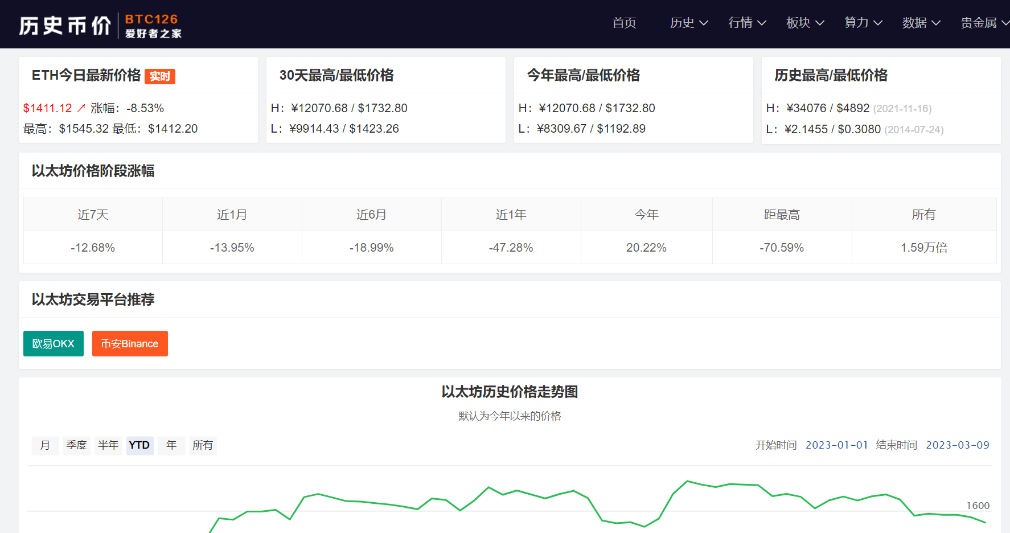 历史币价 BTC126 爱好者之家 首页 历史 行情 板块 算力 数据 贵金属
ETH今日最新价格 实时
$1411.12 ↗ 涨幅：-8.53%
最高：$1545.32 最低：$1412.20
30天最高/最低价格
H：¥12070.68 / $1732.80
L：¥9914.43 / $1423.26
今年最高/最低价格
H：¥12070.68 / $1732.80
L：¥8309.67 / $1192.89
历史最高/最低价格
H：¥34076 / $4892 (2021-11-16)
L：¥2.1455 / $0.3080 (2014-07-24)
以太坊价格阶段涨幅
近7天 近1月 近6月 近1年 今年 距最高 所有
-12.68% -13.95% -18.99% -47.28% 20.22% -70.59% 1.59万倍
以太坊交易平台推荐
欧易OKX 币安Binance
以太坊历史价格走势图
默认为今年以来的价格
月 季度 半年 YTD 年 所有 开始时间 2023-01-01 结束时间 2023-03-09
1600